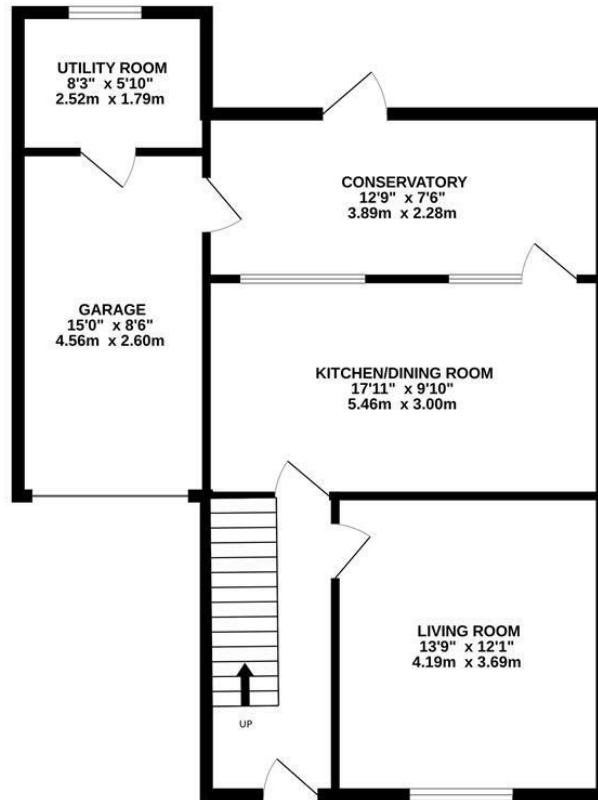 UTILITY ROOM
8'3" x 5'10"
2.52m x 1.79m
CONSERVATORY
12'9" x 7'6"
3.89m x 2.28m
GARAGE
15'0" x 8'6"
4.56m x 2.60m
KITCHEN/DINING ROOM
17'11" x 9'10"
5.46m x 3.00m
LIVING ROOM
13'9" x 12'1"
4.19m x 3.69m
UP